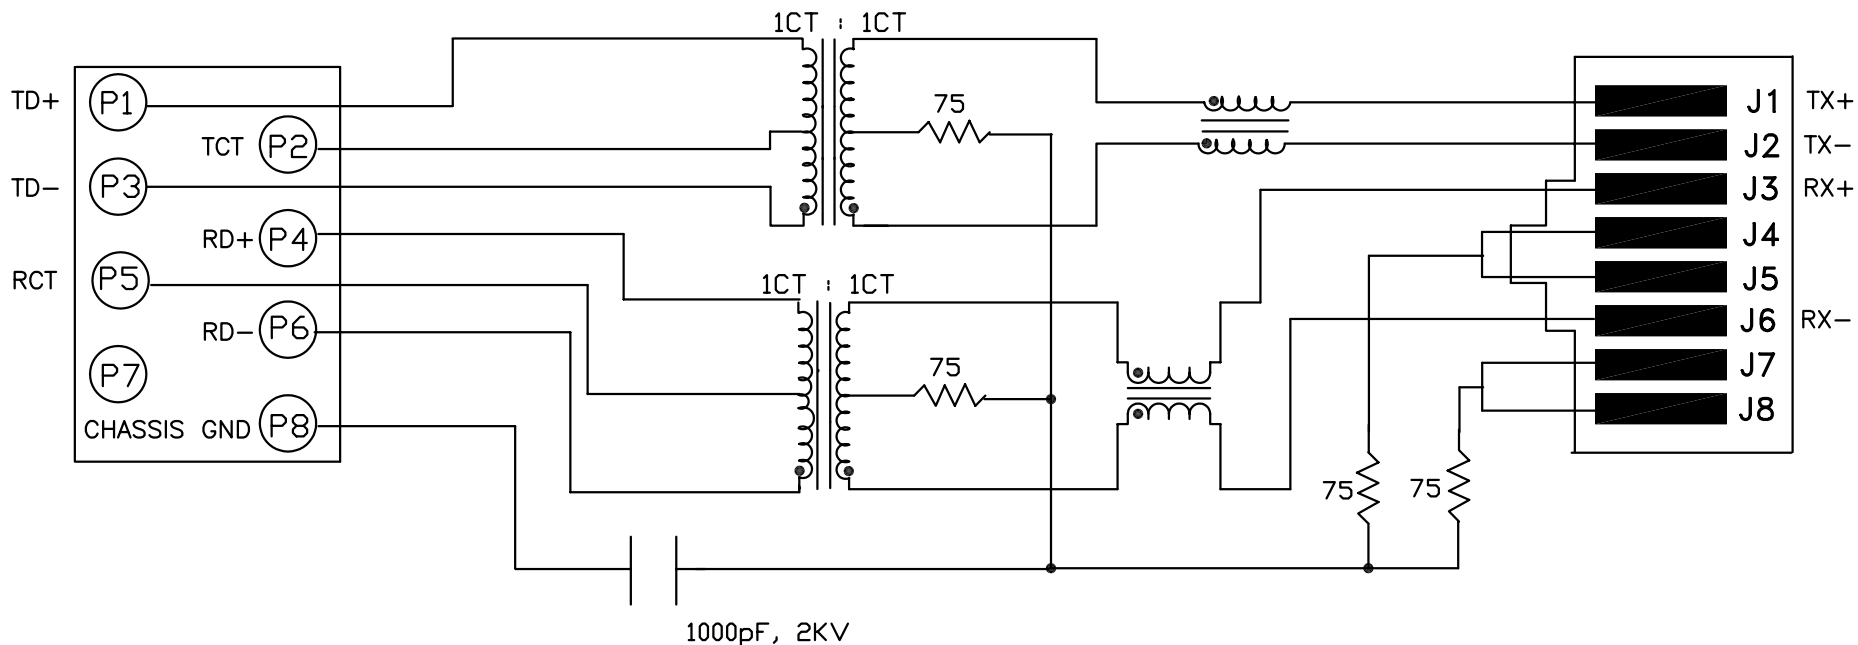 1CT : 1CT
TD+
P1
TCT
P2
TD-
P3
RD+
P4
RCT
P5
RD-
P6
P7
CHASSIS GND
P8
75
1CT : 1CT
75
75
75
1000pF, 2KV
J1
TX+
J2
TX-
J3
RX+
J4
J5
J6
RX-
J7
J8